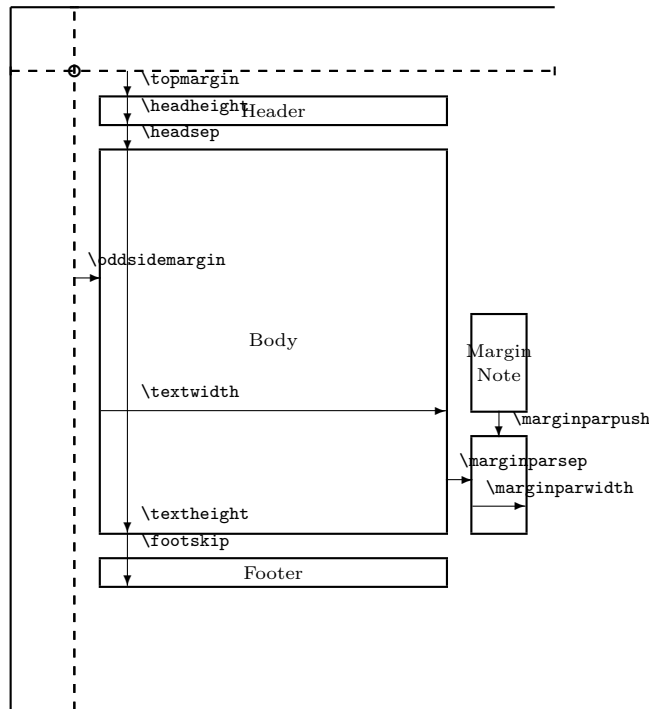 \topmargin
\headheight
Header
\headsep
\oddsidemargin
Body
Margin
Note
\textwidth
\marginparpush
\marginparsep
\marginparwidth
\textheight
\footskip
Footer